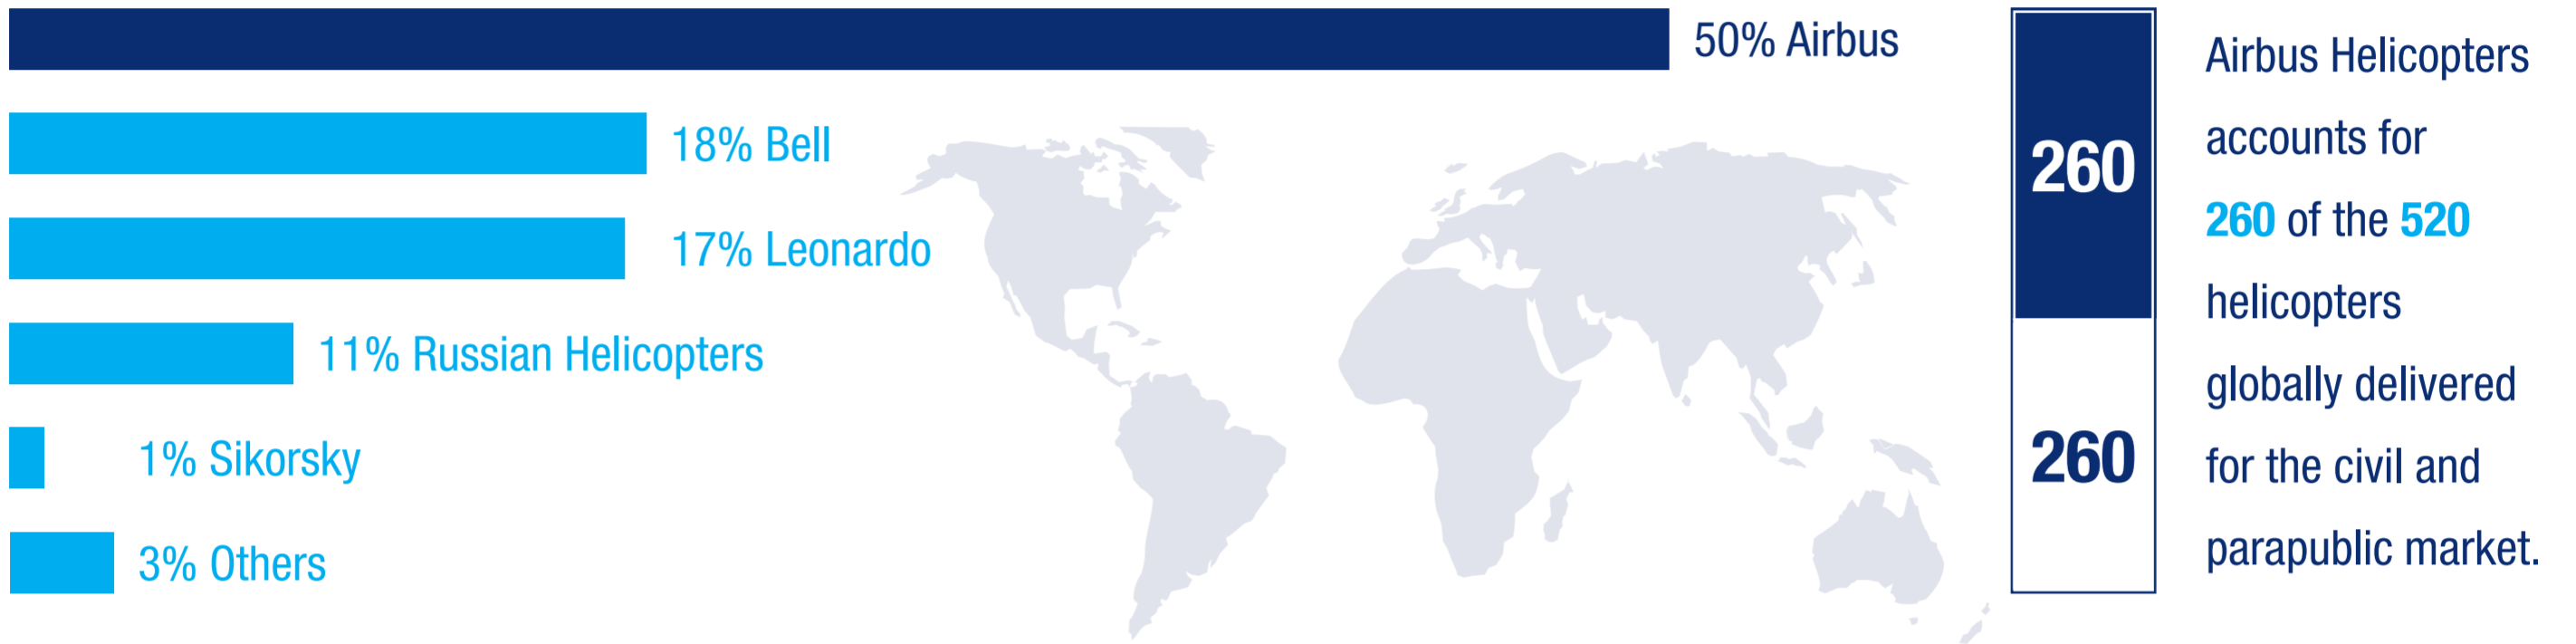 50% Airbus
18% Bell
17% Leonardo
11% Russian Helicopters
1% Sikorsky
3% Others
260
260
Airbus Helicopters
accounts for
260 of the 520
helicopters
globally delivered
for the civil and
parapublic market.